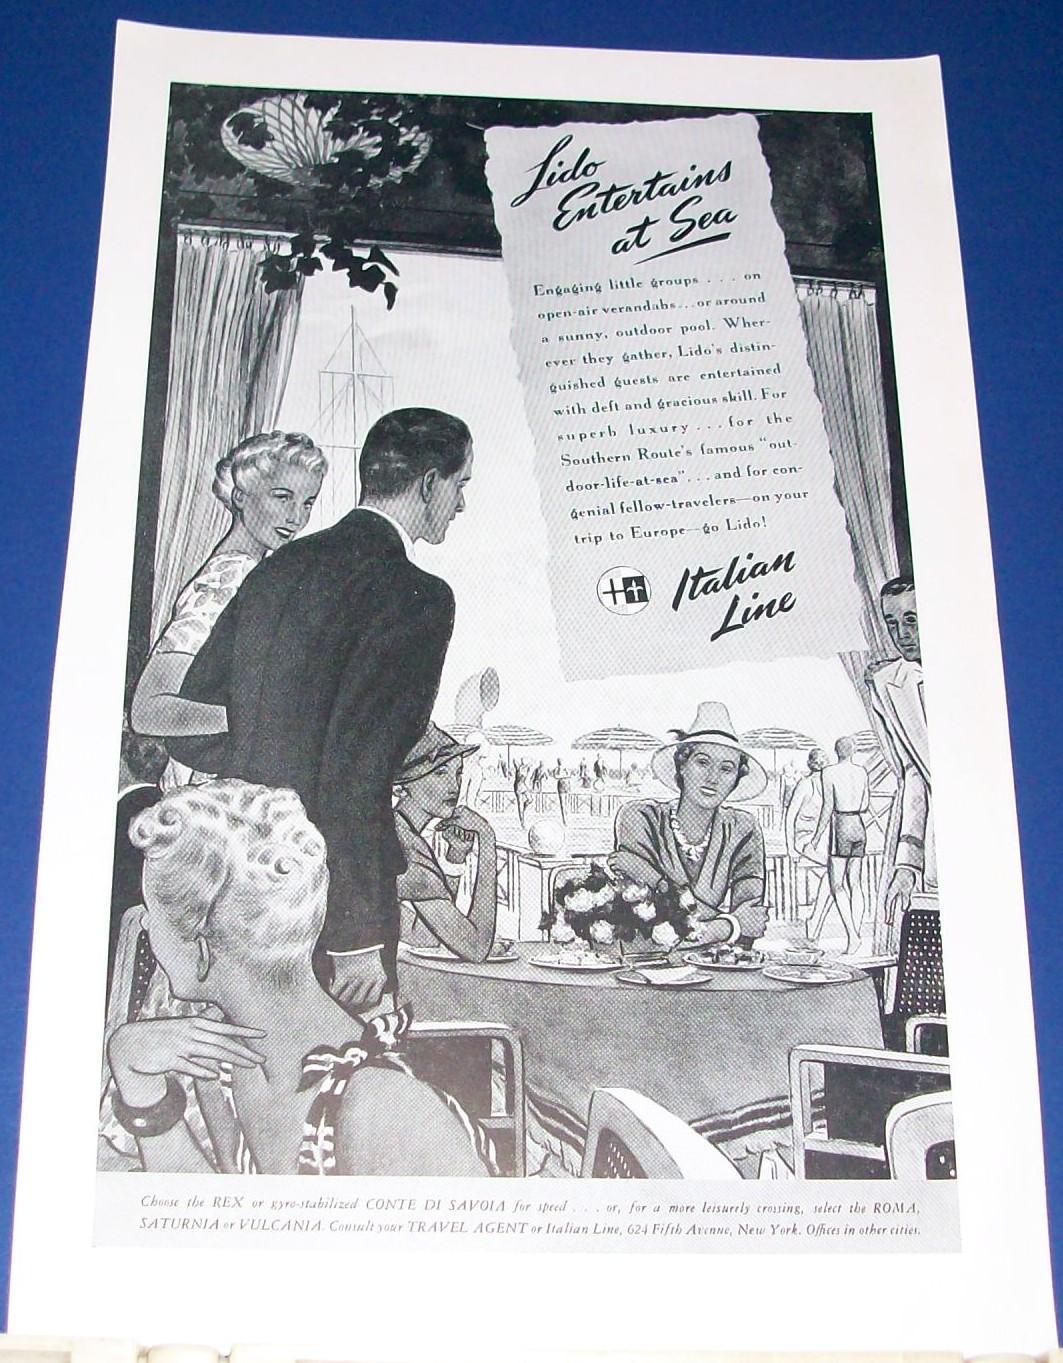 Lido
Entertains
at Sea
Engaging little groups . . . . on
open-air verandahs...or around
a sunny, outdoor pool. Wher-
ever they gather, Lido's distin-
guished guests are entertained
with deft and gracious skill. For
superb luxury . . . for the
Southern Route's famous "out-
door-life-at-sea" . . . and for con-
genial fellow-travelers—on your
trip to Europe—go Lido!
Italian
Line
Choose the REX or gyro-stabilized CONTE DI SAVOIA for speed . . . or, for a more leisurely crossing, select the ROMA,
SATURNIA or VULCANIA. Consult your TRAVEL AGENT or Italian Line, 624 Fifth Avenue, New York. Offices in other cities.